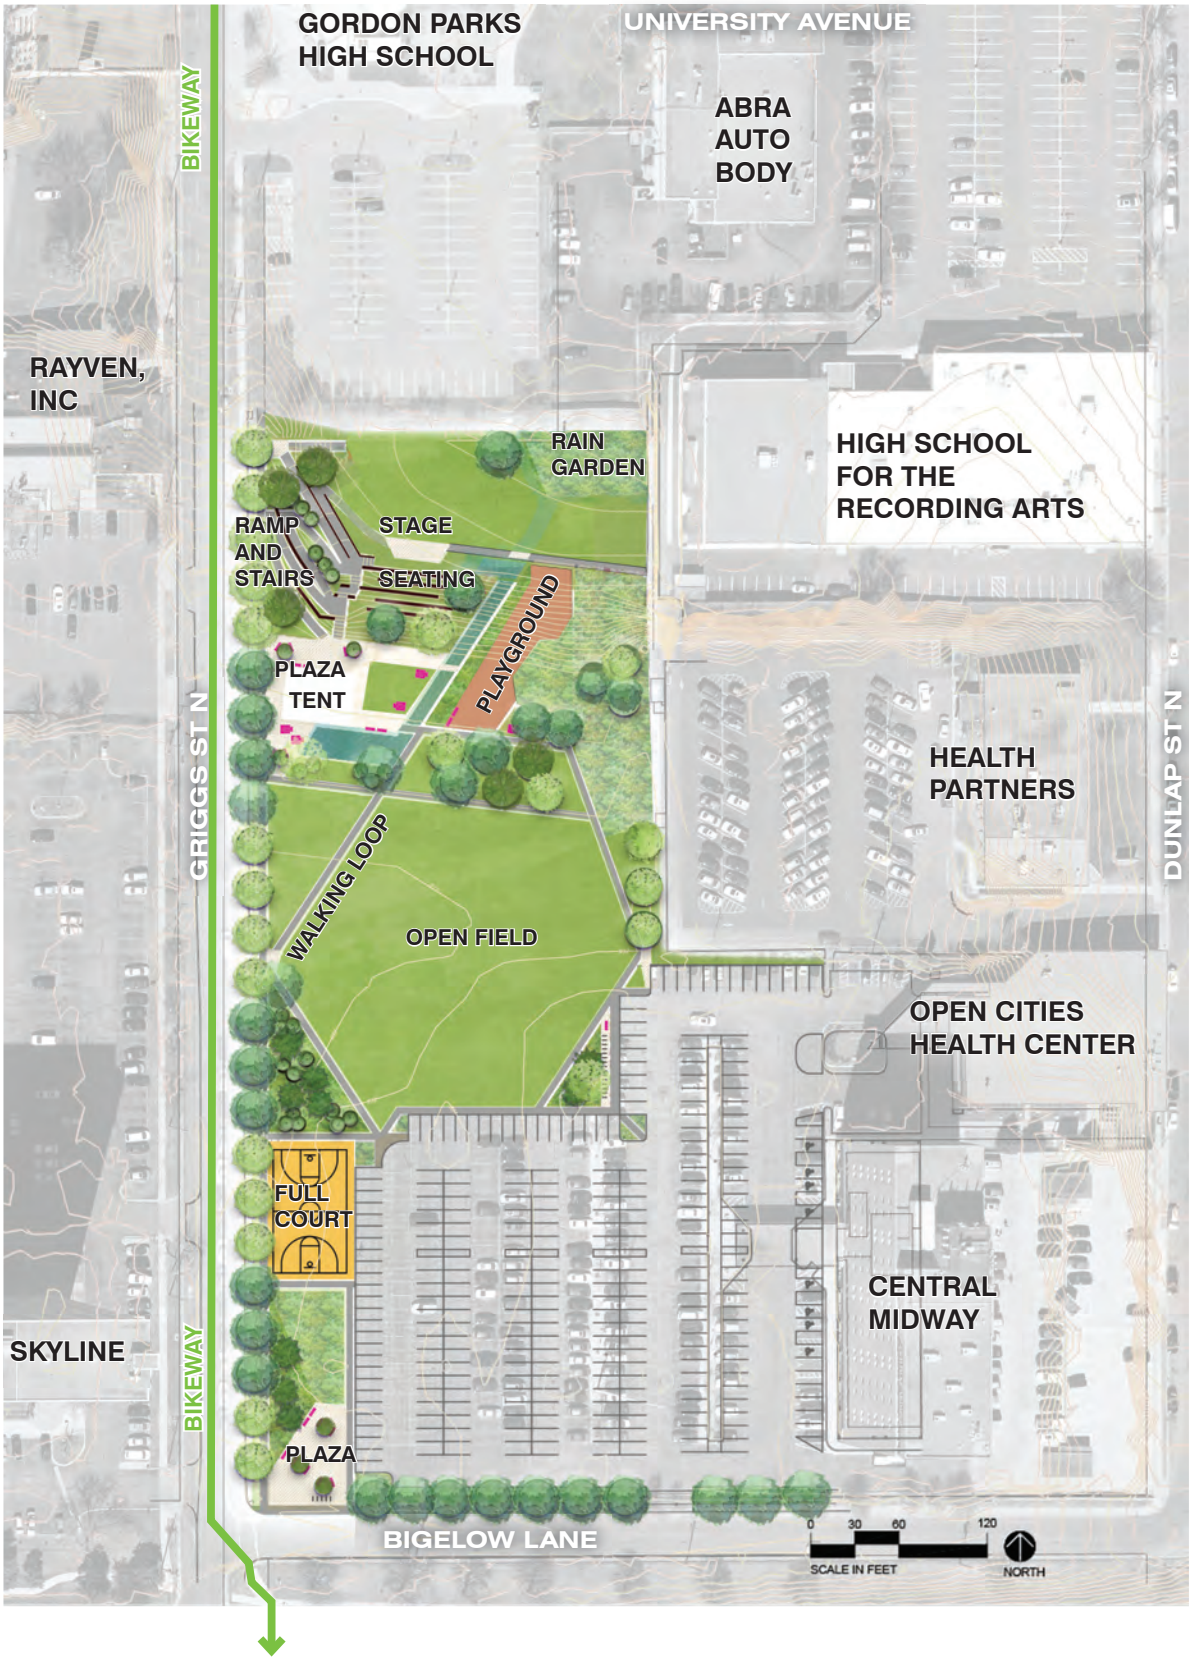 GORDON PARKS
HIGH SCHOOL
UNIVERSITY AVENUE
BIKEWAY
ABRA
AUTO
BODY
RAYVEN,
INC
RAIN
GARDEN
HIGH SCHOOL
FOR THE
RECORDING ARTS
RAMP
AND
STAIRS
STAGE
SEATING
PLAYGROUND
PLAZA
TENT
GRIGGS ST N
DUNLAP ST N
HEALTH
PARTNERS
WALKING LOOP
OPEN FIELD
OPEN CITIES
HEALTH CENTER
FULL
COURT
CENTRAL
MIDWAY
SKYLINE
BIKEWAY
PLAZA
BIGELOW LANE
0 30 60 120
SCALE IN FEET
NORTH